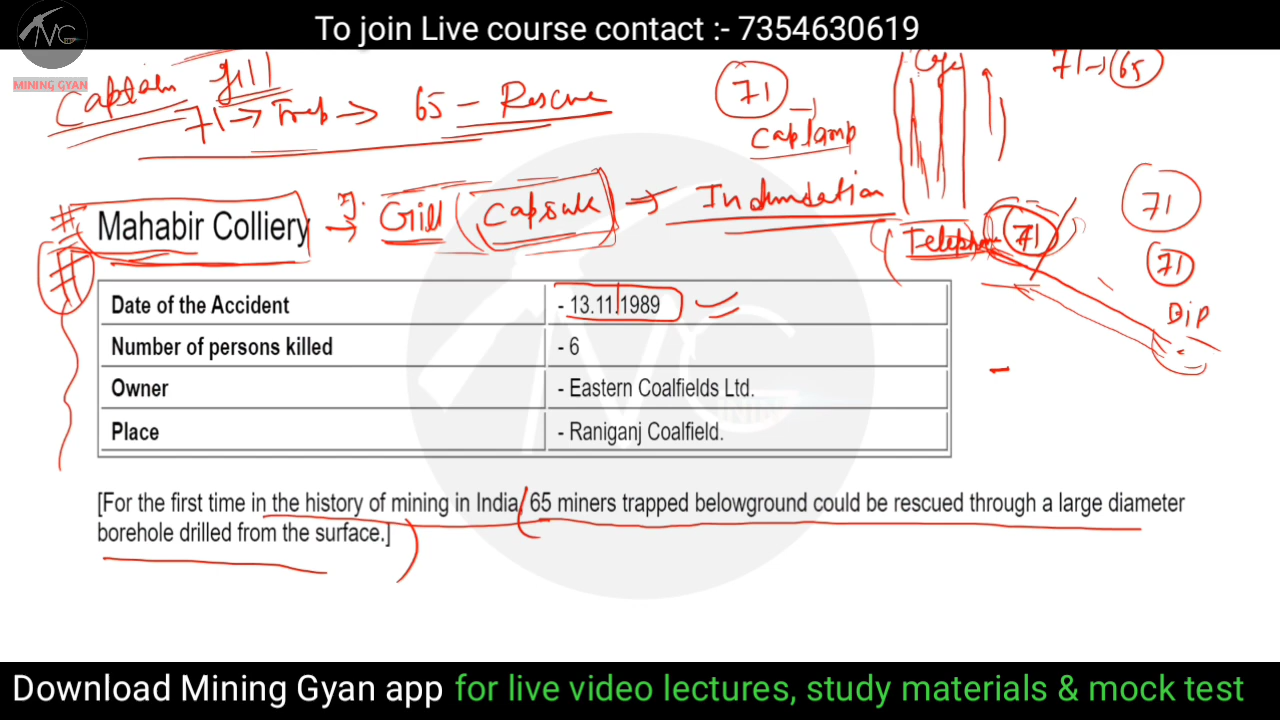 To join Live course contact :- 7354630619
MINING GYAN
Captain Gill
71 → Trap → 65 - Rescue
71 →
Cap lamp
Cage
71 → 65
# Mahabir Colliery → J. Gill (Capsule → Inundation
Telephone 71
71
71
Dip
#
Date of the Accident - 13.11.1989
Number of persons killed - 6
Owner - Eastern Coalfields Ltd.
Place - Raniganj Coalfield.
[For the first time in the history of mining in India, 65 miners trapped belowground could be rescued through a large diameter
borehole drilled from the surface.]
Download Mining Gyan app for live video lectures, study materials & mock test